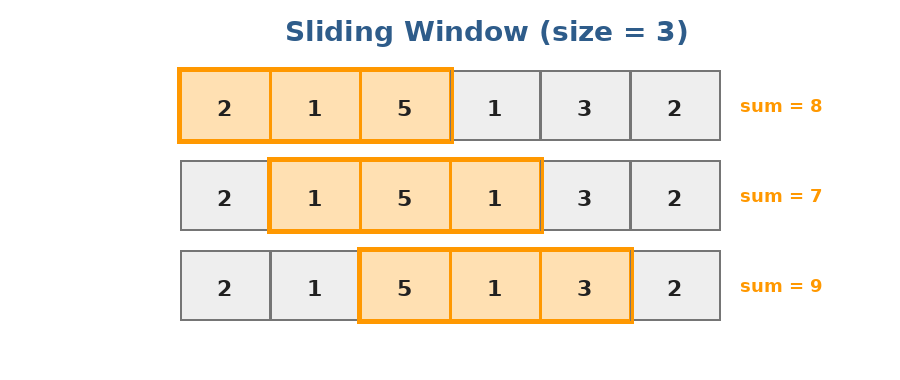 Sliding Window (size = 3)
2 1 5 1 3 2 sum = 8
2 1 5 1 3 2 sum = 7
2 1 5 1 3 2 sum = 9